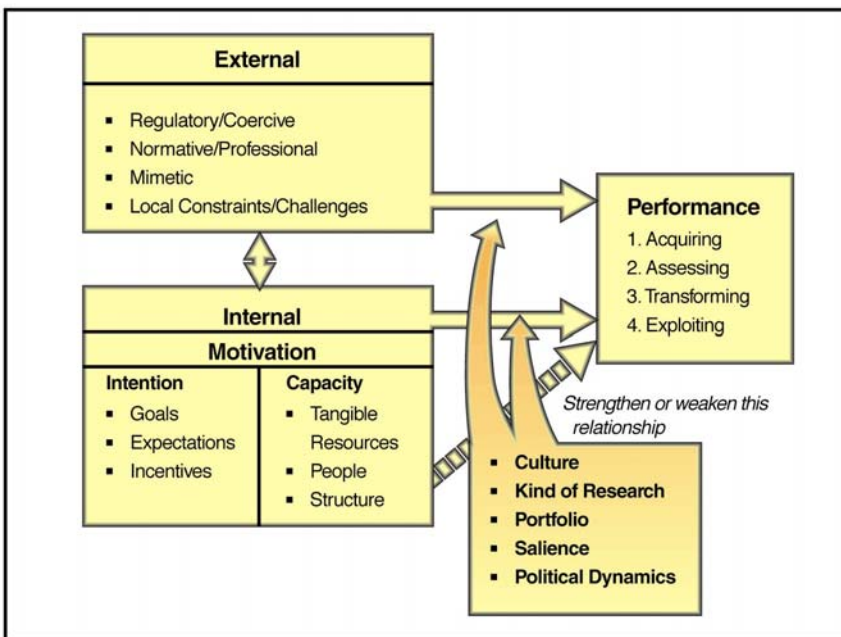 External
▪ Regulatory/Coercive
▪ Normative/Professional
▪ Mimetic
▪ Local Constraints/Challenges
Performance
1. Acquiring
2. Assessing
3. Transforming
4. Exploiting
Internal
Motivation
Intention
▪ Goals
▪ Expectations
▪ Incentives
Capacity
▪ Tangible
Resources
▪ People
▪ Structure
Strengthen or weaken this
relationship
▪ Culture
▪ Kind of Research
▪ Portfolio
▪ Salience
▪ Political Dynamics